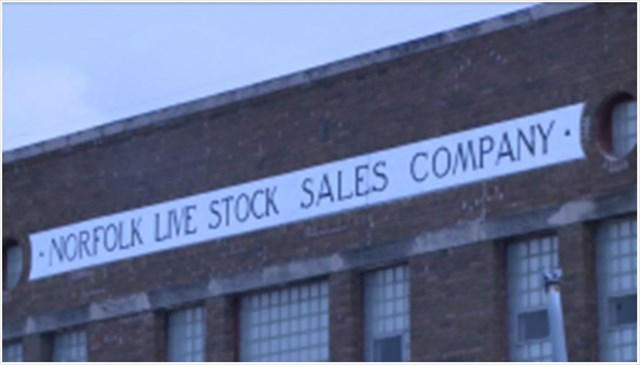 · NORFOLK LIVE STOCK SALES COMPANY ·